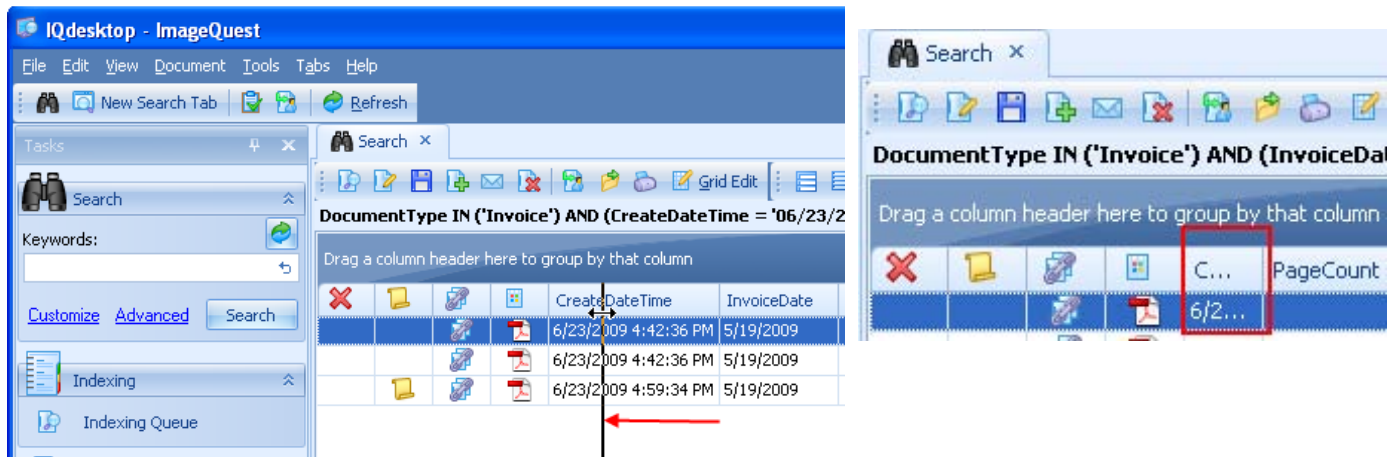 IQdesktop - ImageQuest
File Edit View Document Tools Tabs Help
New Search Tab Refresh
Tasks
Search
Keywords:
Customize Advanced Search
Indexing
Indexing Queue
Search
Grid Edit
DocumentType IN ('Invoice') AND (CreateDateTime = '06/23/2
Drag a column header here to group by that column
CreateDateTime InvoiceDate
6/23/2009 4:42:36 PM 5/19/2009
6/23/2009 4:42:36 PM 5/19/2009
6/23/2009 4:59:34 PM 5/19/2009
Search
DocumentType IN ('Invoice') AND (InvoiceDat
Drag a column header here to group by that column
C... PageCount
6/2...